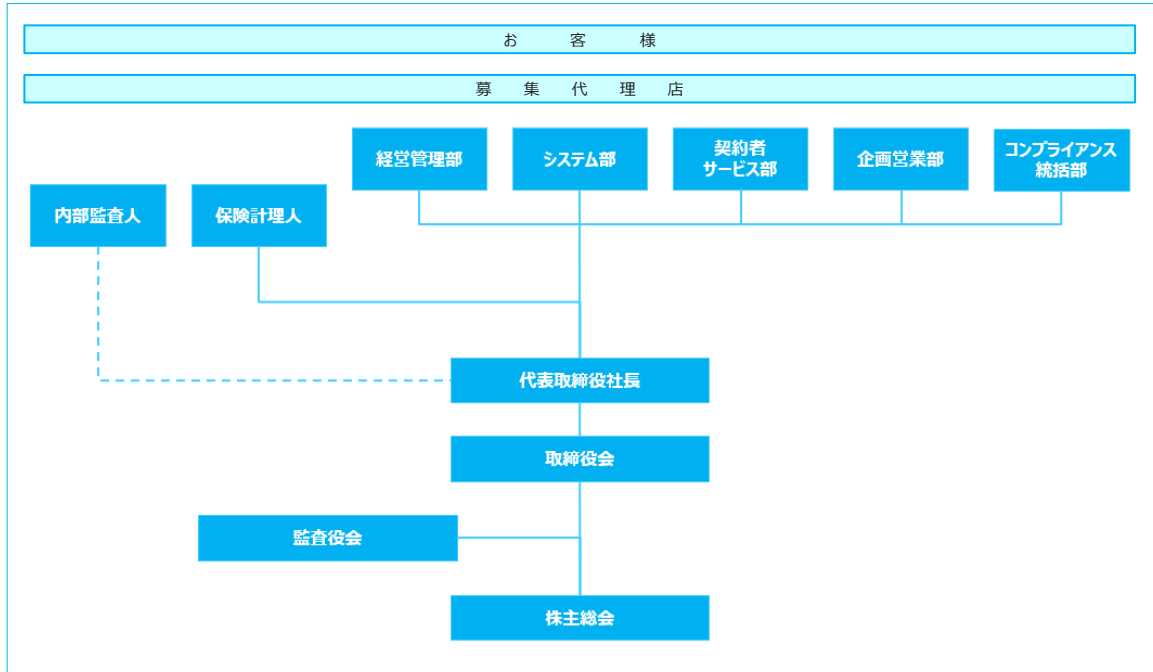 お客様
募集代理店
経営管理部
システム部
契約者
サービス部
企画営業部
コンプライアンス
統括部
内部監査人
保険計理人
代表取締役社長
取締役会
監査役会
株主総会